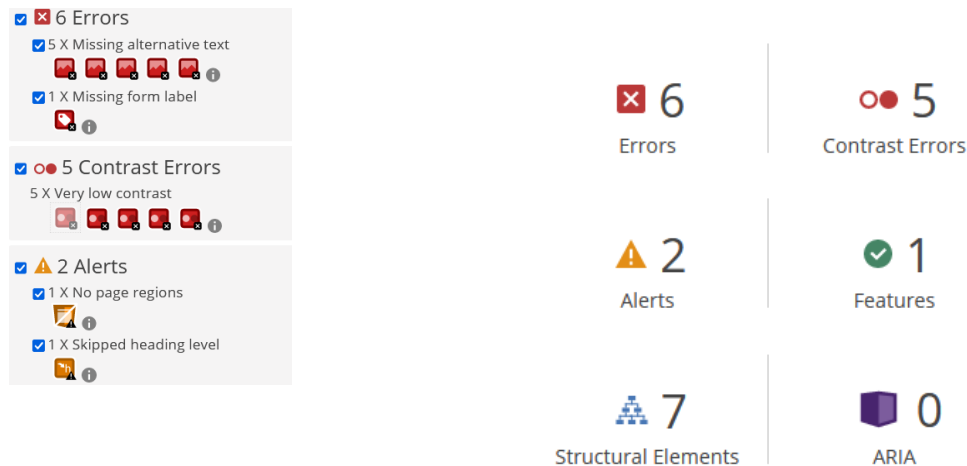 6 Errors
5 X Missing alternative text
1 X Missing form label
5 Contrast Errors
5 X Very low contrast
2 Alerts
1 X No page regions
1 X Skipped heading level
6
Errors
5
Contrast Errors
2
Alerts
1
Features
7
Structural Elements
0
ARIA